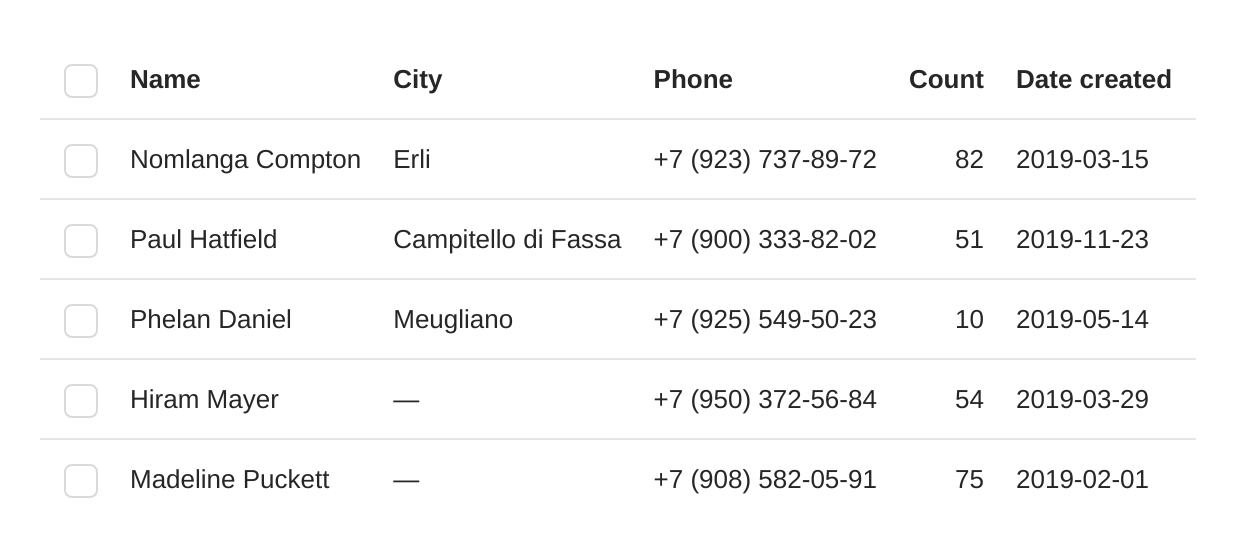 Name City Phone Count Date created
Nomlanga Compton Erli +7 (923) 737-89-72 82 2019-03-15
Paul Hatfield Campitello di Fassa +7 (900) 333-82-02 51 2019-11-23
Phelan Daniel Meugliano +7 (925) 549-50-23 10 2019-05-14
Hiram Mayer — +7 (950) 372-56-84 54 2019-03-29
Madeline Puckett — +7 (908) 582-05-91 75 2019-02-01